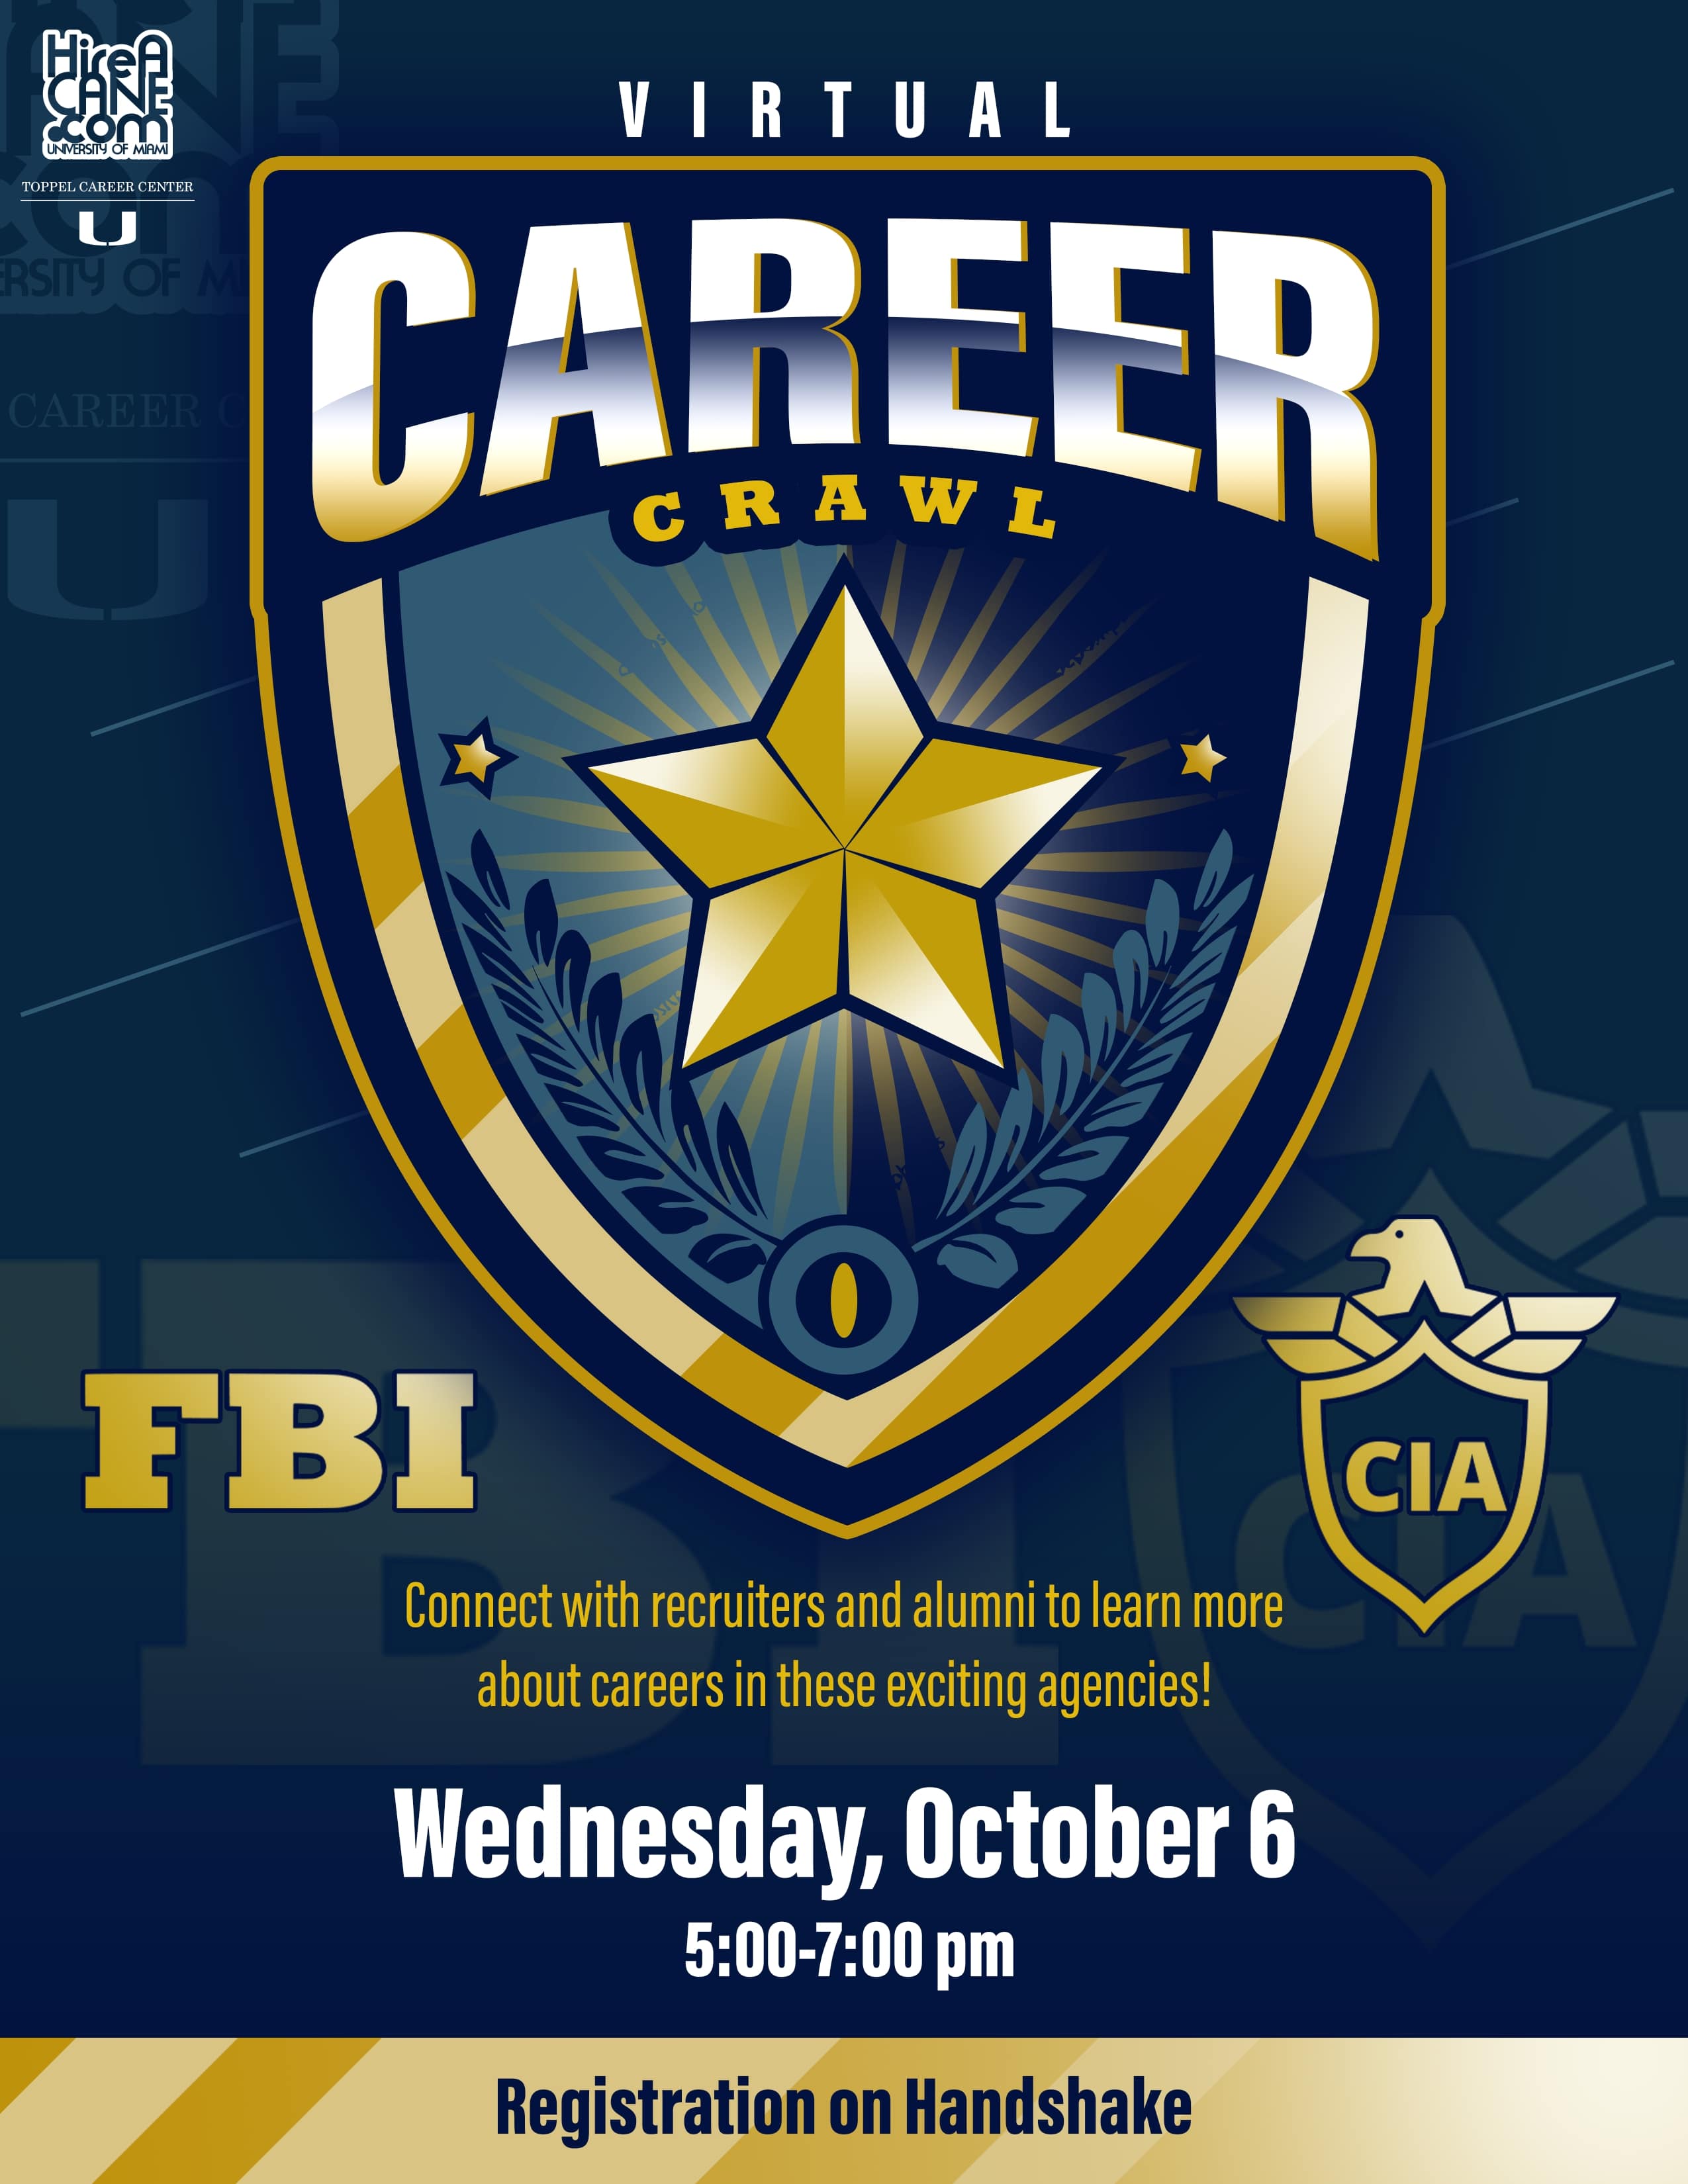 HireA
CANE
.com
UNIVERSITY OF MIAMI
TOPPEL CAREER CENTER
U
VIRTUAL
CAREER
CRAWL
FBI
CIA
Connect with recruiters and alumni to learn more
about careers in these exciting agencies!
Wednesday, October 6
5:00-7:00 pm
Registration on Handshake